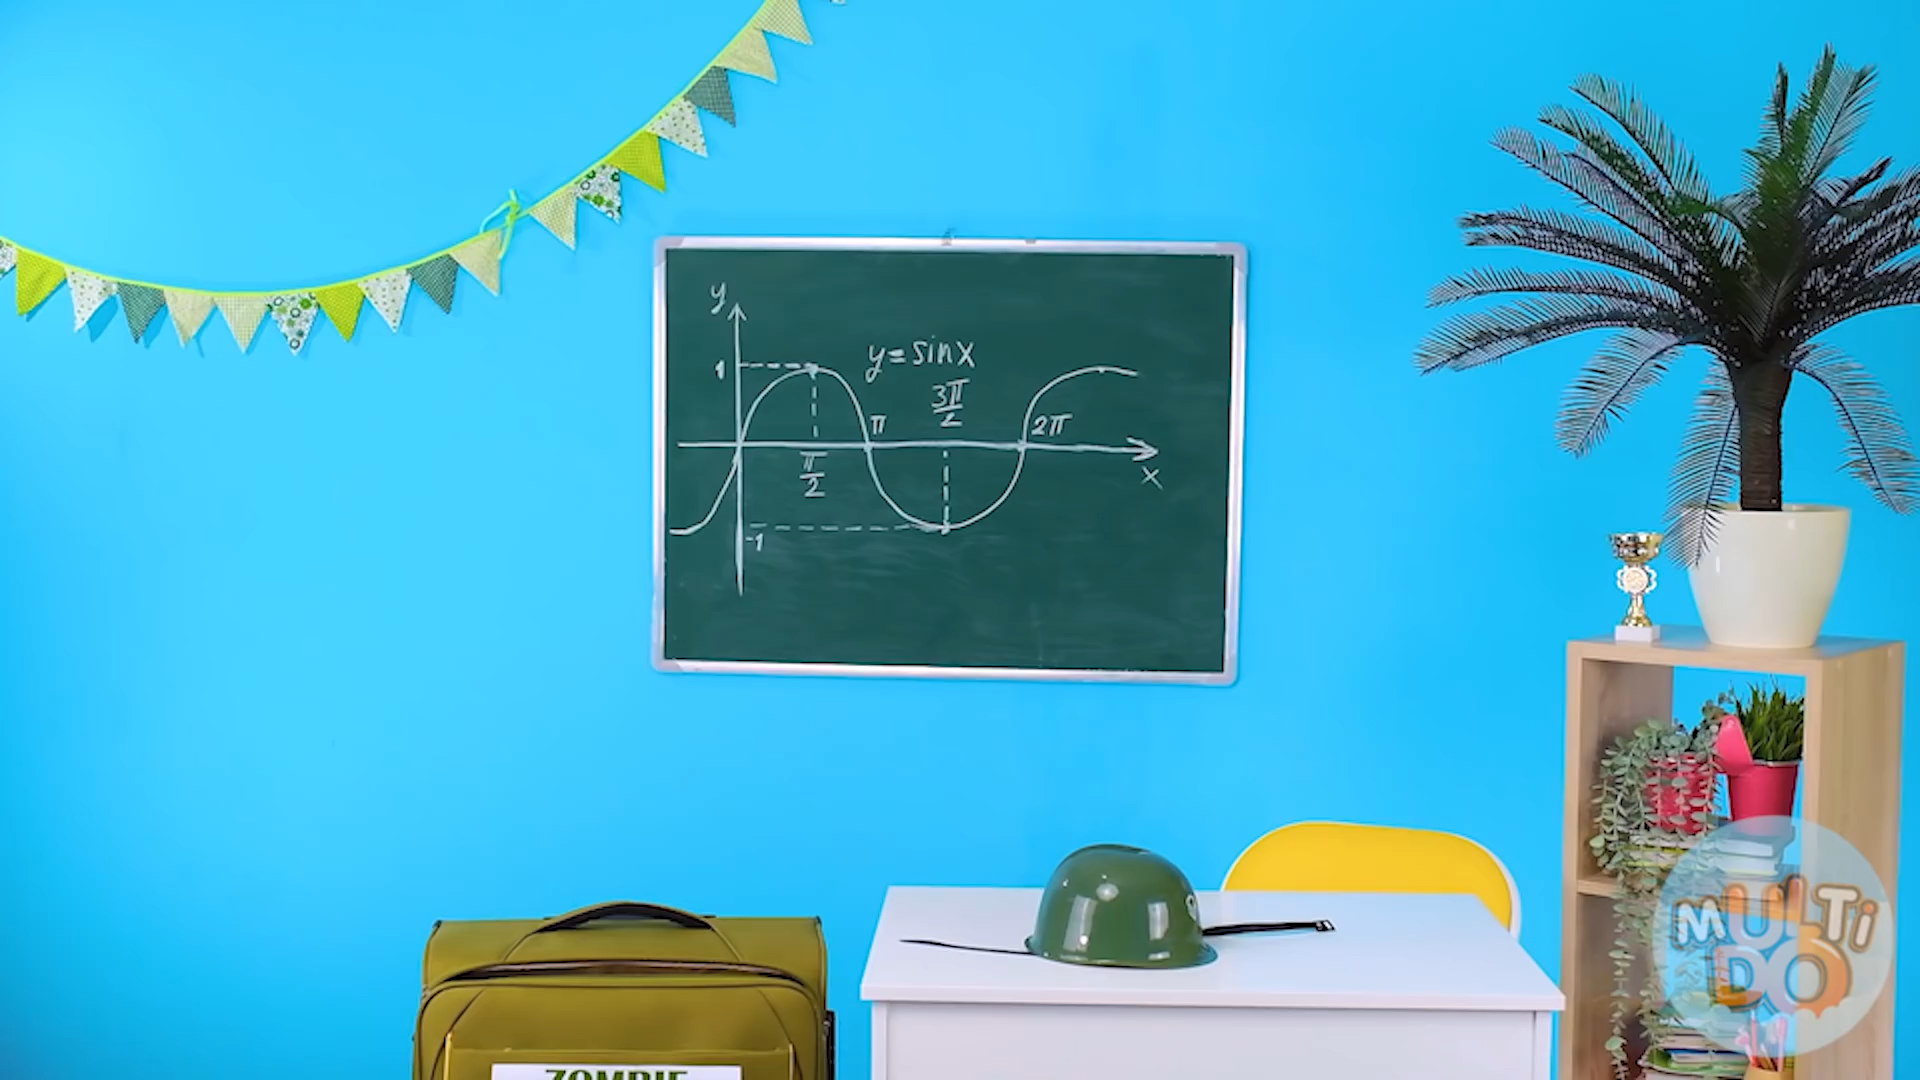 y
1
y=sinx
3π/2
π
2π
π/2
x
-1
ZOMBIE
MULTi
DO